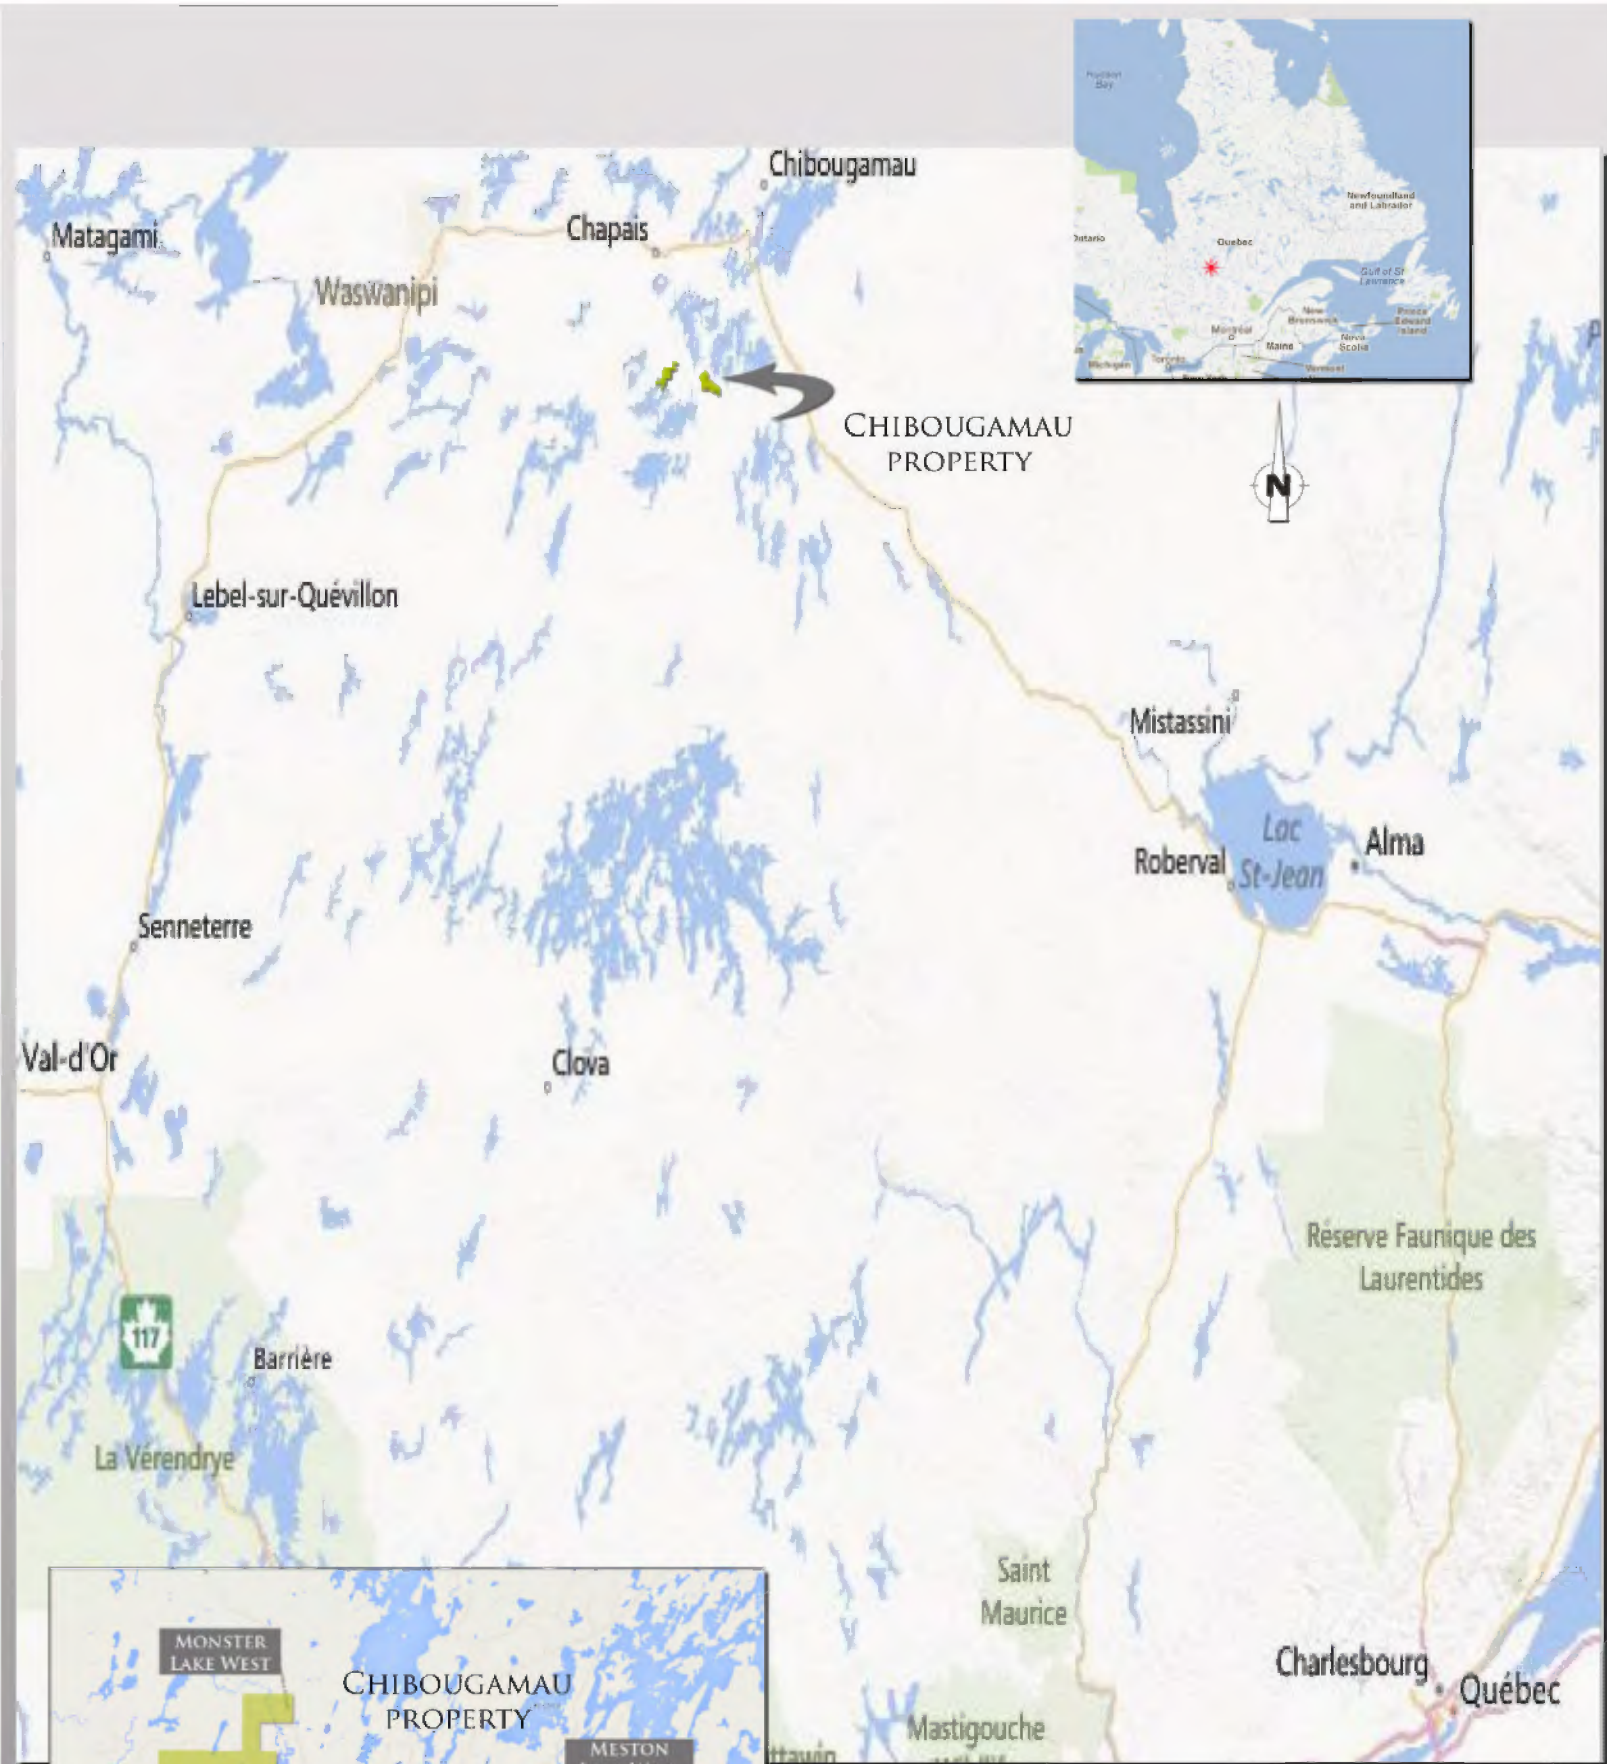 Hudson
Bay
Newfoundland
and Labrador
Ontario
Quebec
Gulf of St
Lawrence
New
Brunswick
Prince
Edward
Island
Nova
Scotia
Montréal
Maine
Toronto
Vermont
Michigan
New York
Chibougamau
Matagami
Chapais
Waswanipi
CHIBOUGAMAU
PROPERTY
N
Lebel-sur-Quévillon
Mistassini
Lac
St-Jean
Alma
Roberval
Senneterre
Val-d'Or
Clova
Réserve Faunique des
Laurentides
117
Barrière
La Vérendrye
Saint
Maurice
MONSTER
LAKE WEST
CHIBOUGAMAU
PROPERTY
MESTON
Charlesbourg
Québec
Mastigouche
ttawin